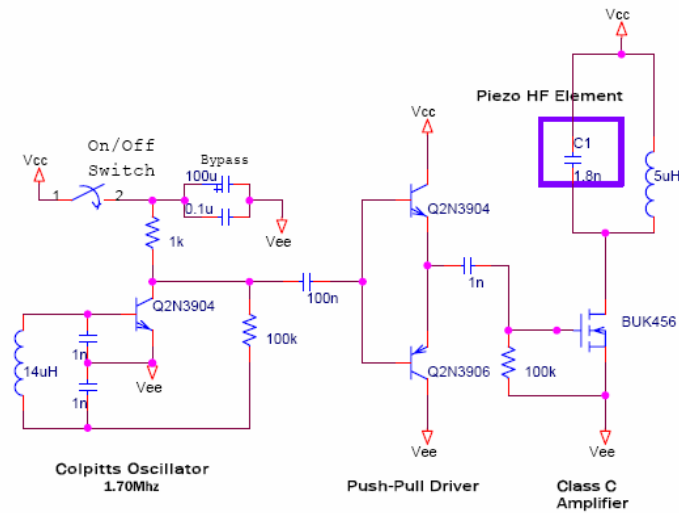 Vcc
Piezo HF Element
Vcc
On/Off
Switch
Vcc
1
2
Bypass
100u
0.1u
Vee
C1
1.8n
5uH
Q2N3904
1k
100n
1n
Q2N3904
BUK456
1n
100k
14uH
1n
Vee
Q2N3906
100k
Vee
Vee
Colpitts Oscillator
1.70Mhz
Push-Pull Driver
Class C
Amplifier